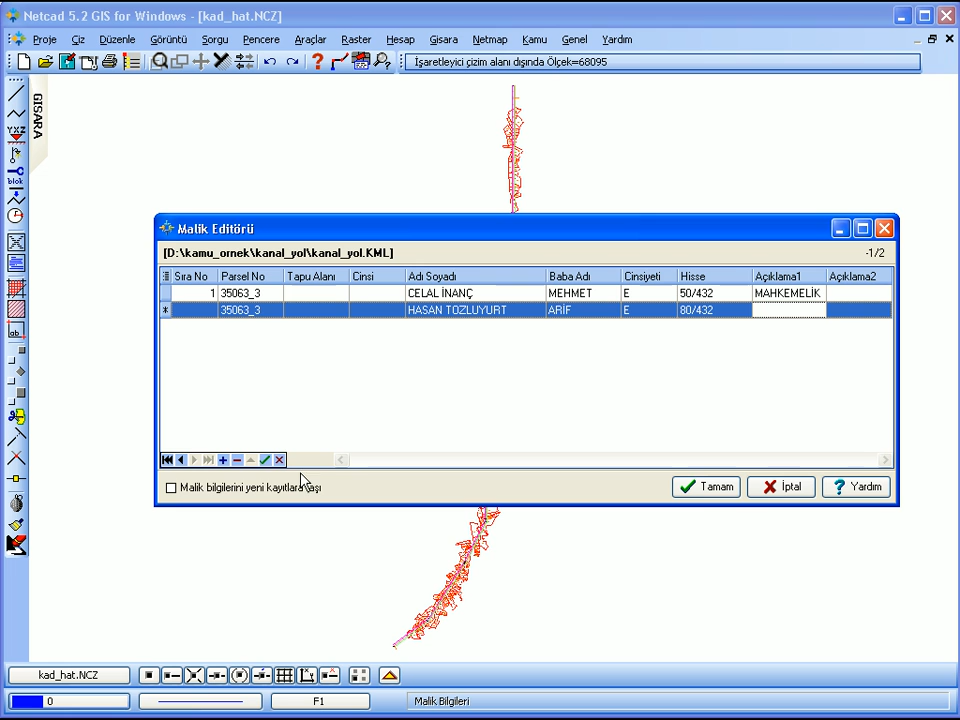 Netcad 5.2 GIS for Windows - [kad_hat.NCZ]
Proje Çiz Düzenle Görüntü Sorgu Pencere Araçlar Raster Hesap Gisara Netmap Kamu Genel Yardım
İşaretleyici çizim alanı dışında Ölçek=68095
GISARA
YXZ
blok
ab
Malik Editörü
[D:\kamu_ornek\kanal_yol\kanal_yol.KML] -1/2
Sıra No Parsel No Tapu Alanı Cinsi Adı Soyadı Baba Adı Cinsiyeti Hisse Açıklama1 Açıklama2
1 35063_3 CELAL İNANÇ MEHMET E 50/432 MAHKEMELİK
* 35063_3 HASAN TOZLUYURT ARİF E 80/432
Malik bilgilerini yeni kayıtlara taşı
Tamam İptal Yardım
kad_hat.NCZ
0 F1 Malik Bilgileri